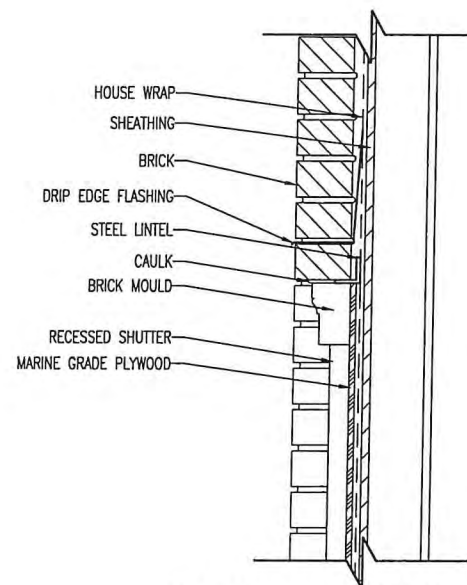 HOUSE WRAP
SHEATHING
BRICK
DRIP EDGE FLASHING
STEEL LINTEL
CAULK
BRICK MOULD
RECESSED SHUTTER
MARINE GRADE PLYWOOD